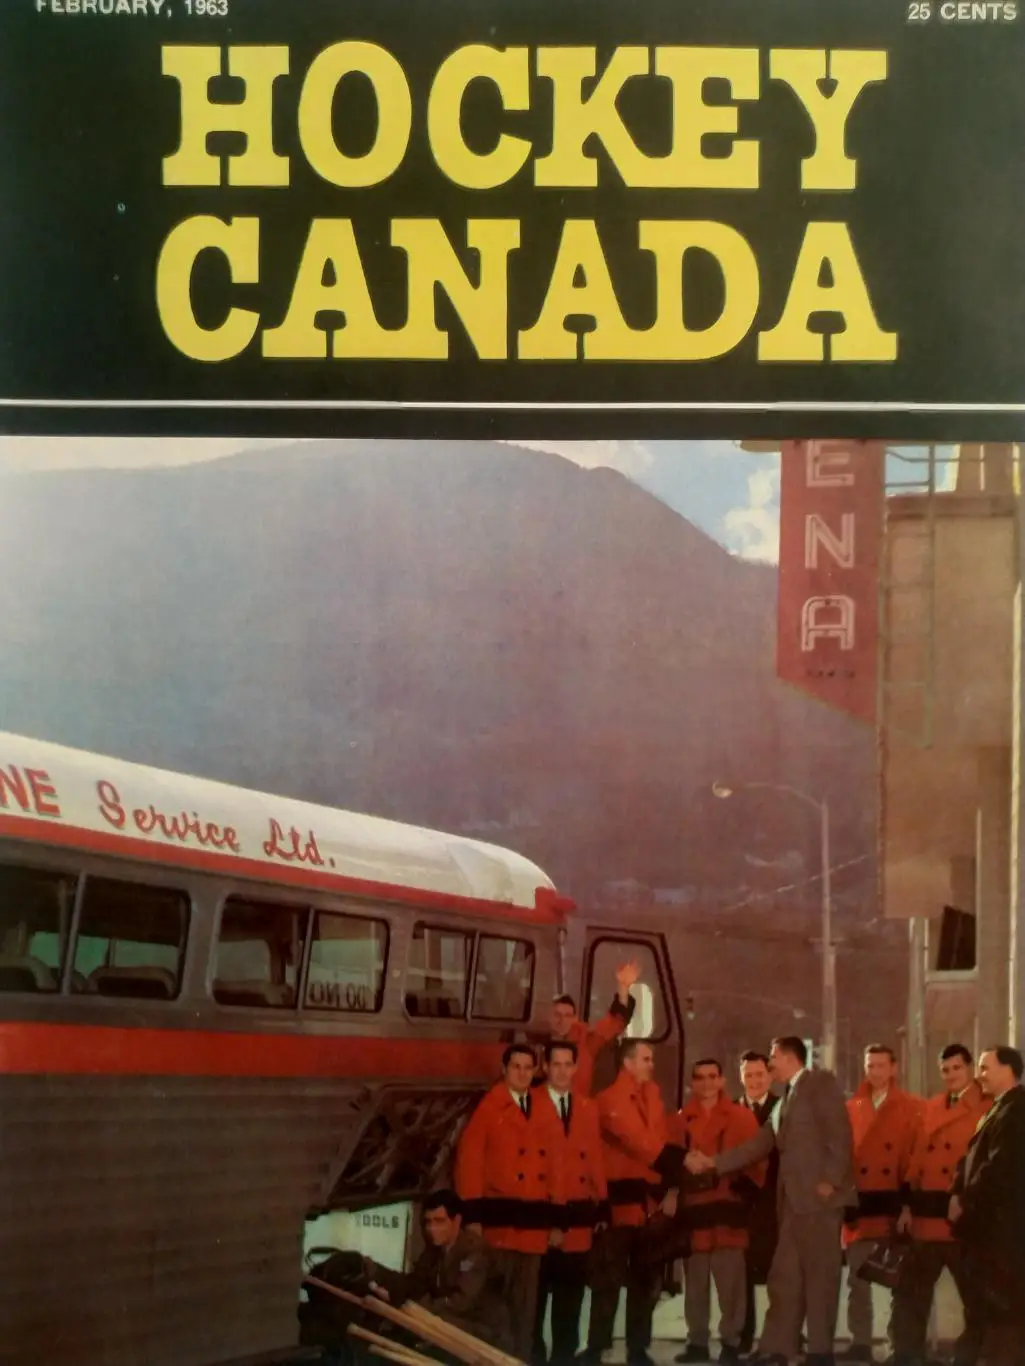 FEBRUARY, 1963
25 CENTS
HOCKEY
CANADA
ENA
NE Service Ltd.
TOOLS